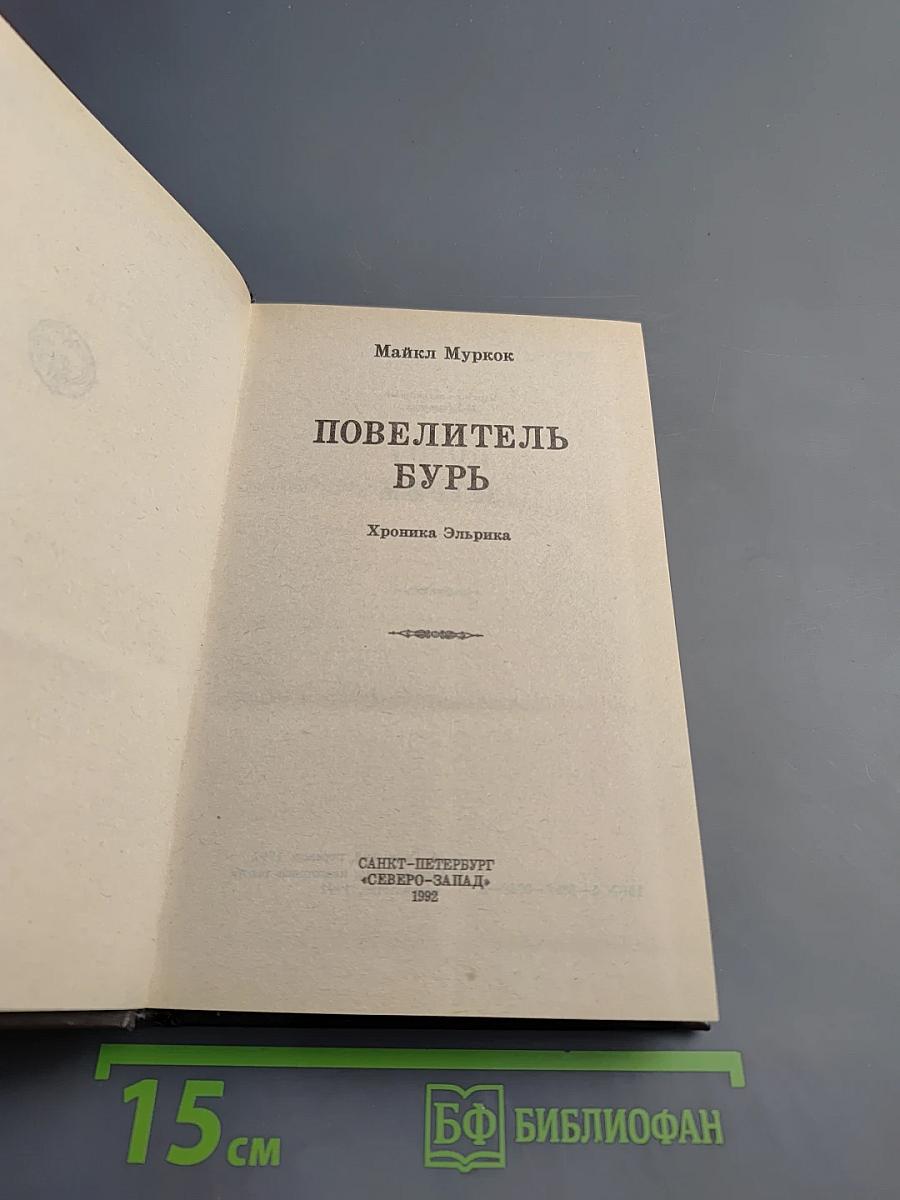 Майкл Муркок
ПОВЕЛИТЕЛЬ
БУРЬ
Хроника Эльрика
САНКТ-ПЕТЕРБУРГ
«СЕВЕРО-ЗАПАД»
1992
15 см
БФ БИБЛИОФАН